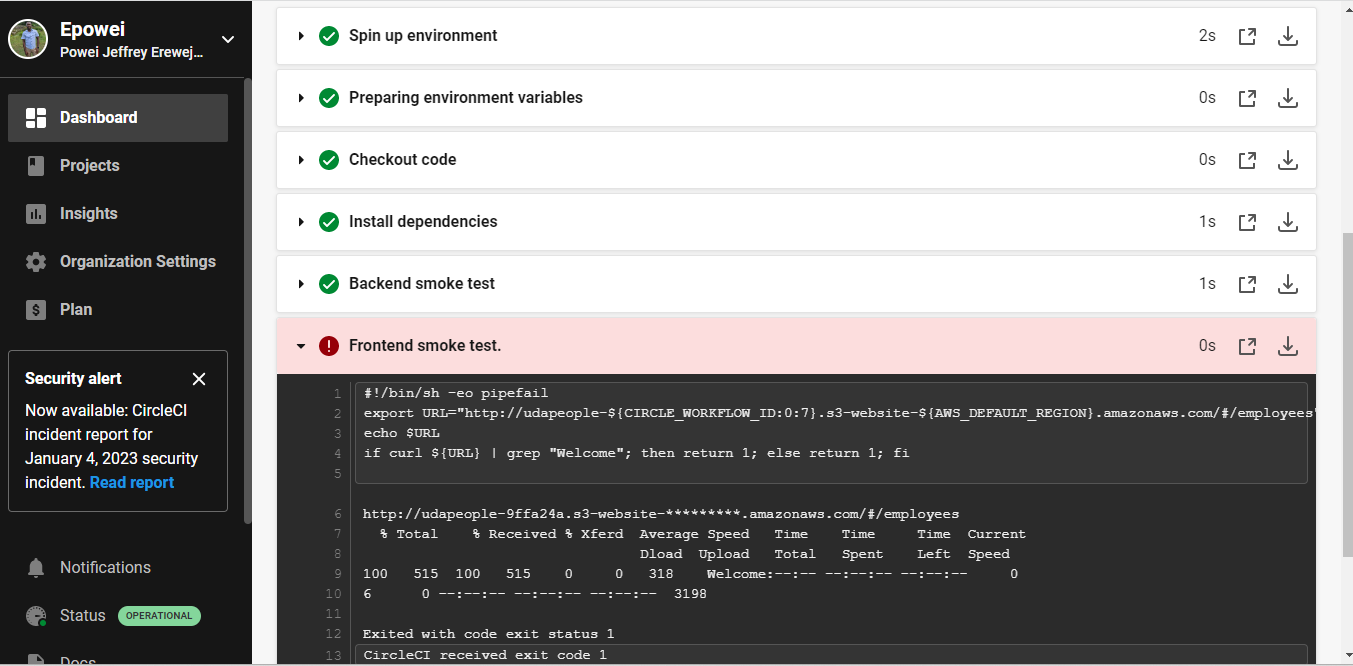 Epowei
Powei Jeffrey Erewej...
Dashboard
Projects
Insights
Organization Settings
Plan
Security alert
Now available: CircleCI
incident report for
January 4, 2023 security
incident. Read report
Notifications
Status OPERATIONAL
Docs
Spin up environment 2s
Preparing environment variables 0s
Checkout code 0s
Install dependencies 1s
Backend smoke test 1s
Frontend smoke test. 0s
1 #!/bin/sh -eo pipefail
2 export URL="http://udapeople-${CIRCLE_WORKFLOW_ID:0:7}.s3-website-${AWS_DEFAULT_REGION}.amazonaws.com/#/employees"
3 echo $URL
4 if curl ${URL} | grep "Welcome"; then return 1; else return 1; fi
5
6 http://udapeople-9ffa24a.s3-website-*********.amazonaws.com/#/employees
7 % Total % Received % Xferd Average Speed Time Time Time Current
8 Dload Upload Total Spent Left Speed
9 100 515 100 515 0 0 318 Welcome:--:-- --:--:-- --:--:-- 0
10 6 0 --:--:-- --:--:-- --:--:-- 3198
11
12 Exited with code exit status 1
13 CircleCI received exit code 1